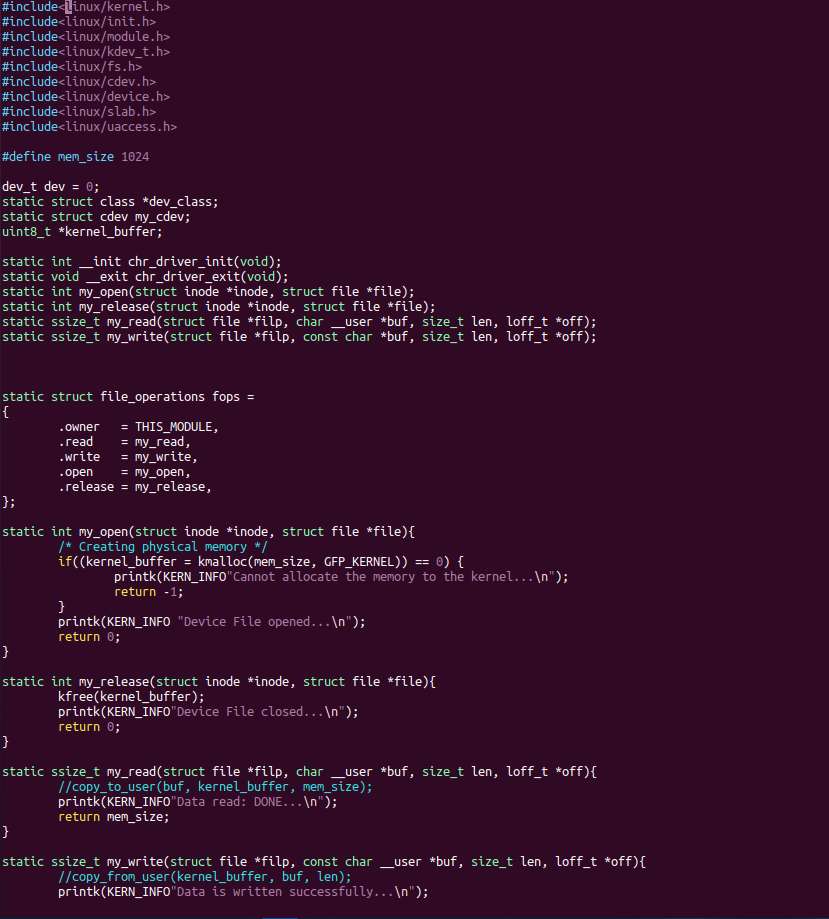 #include<linux/kernel.h>
#include<linux/init.h>
#include<linux/module.h>
#include<linux/kdev_t.h>
#include<linux/fs.h>
#include<linux/cdev.h>
#include<linux/device.h>
#include<linux/slab.h>
#include<linux/uaccess.h>

#define mem_size 1024

dev_t dev = 0;
static struct class *dev_class;
static struct cdev my_cdev;
uint8_t *kernel_buffer;

static int __init chr_driver_init(void);
static void __exit chr_driver_exit(void);
static int my_open(struct inode *inode, struct file *file);
static int my_release(struct inode *inode, struct file *file);
static ssize_t my_read(struct file *filp, char __user *buf, size_t len, loff_t *off);
static ssize_t my_write(struct file *filp, const char *buf, size_t len, loff_t *off);

static struct file_operations fops =
{
        .owner   = THIS_MODULE,
        .read    = my_read,
        .write   = my_write,
        .open    = my_open,
        .release = my_release,
};

static int my_open(struct inode *inode, struct file *file){
        /* Creating physical memory */
        if((kernel_buffer = kmalloc(mem_size, GFP_KERNEL)) == 0) {
                printk(KERN_INFO"Cannot allocate the memory to the kernel...\n");
                return -1;
        }
        printk(KERN_INFO "Device File opened...\n");
        return 0;
}

static int my_release(struct inode *inode, struct file *file){
        kfree(kernel_buffer);
        printk(KERN_INFO"Device File closed...\n");
        return 0;
}

static ssize_t my_read(struct file *filp, char __user *buf, size_t len, loff_t *off){
        //copy_to_user(buf, kernel_buffer, mem_size);
        printk(KERN_INFO"Data read: DONE...\n");
        return mem_size;
}

static ssize_t my_write(struct file *filp, const char __user *buf, size_t len, loff_t *off){
        //copy_from_user(kernel_buffer, buf, len);
        printk(KERN_INFO"Data is written successfully...\n");